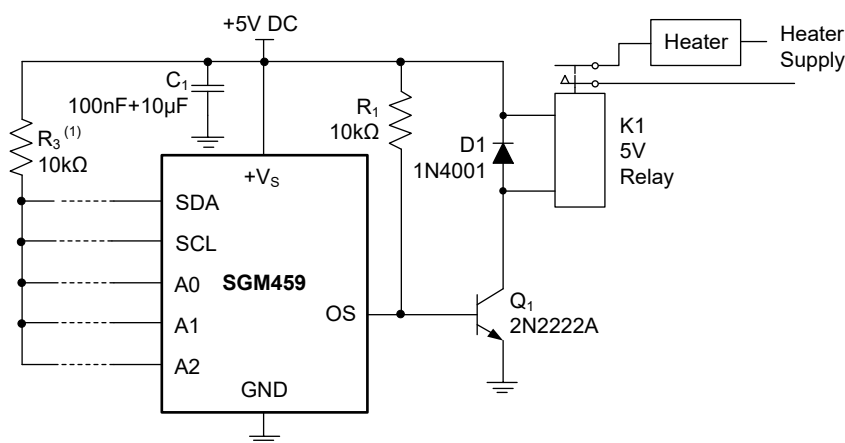 +5V DC
C1
100nF+10μF
R3 (1)
10kΩ
R1
10kΩ
D1
1N4001
K1
5V
Relay
Heater
Heater
Supply
+VS
SDA
SCL
A0
A1
A2
SGM459
OS
GND
Q1
2N2222A